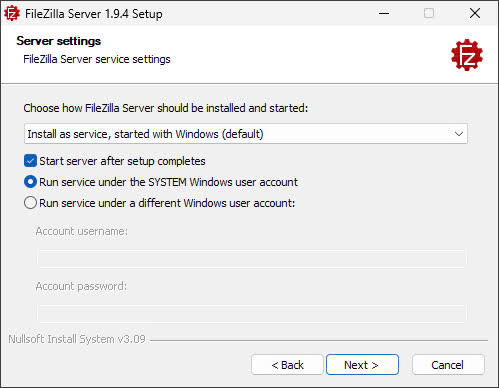 FileZilla Server 1.9.4 Setup
Server settings
FileZilla Server service settings
Choose how FileZilla Server should be installed and started:
Install as service, started with Windows (default)
Start server after setup completes
Run service under the SYSTEM Windows user account
Run service under a different Windows user account:
Account username:
Account password:
Nullsoft Install System v3.09
< Back
Next >
Cancel